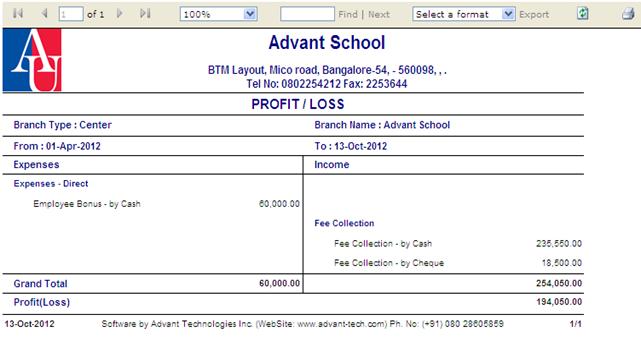 1 of 1 100% Find | Next Select a format Export
AU
Advant School
BTM Layout, Mico road, Bangalore-54, - 560098, , .
Tel No: 0802254212 Fax: 2253644
PROFIT / LOSS
Branch Type : Center Branch Name : Advant School
From : 01-Apr-2012 To : 13-Oct-2012
Expenses Income
Expenses - Direct
Employee Bonus - by Cash 60,000.00
Fee Collection
Fee Collection - by Cash 235,550.00
Fee Collection - by Cheque 18,500.00
Grand Total 60,000.00 254,050.00
Profit(Loss) 194,050.00
13-Oct-2012 Software by Advant Technologies Inc. (WebSite: www.advant-tech.com) Ph. No: (+91) 080 28605859 1/1